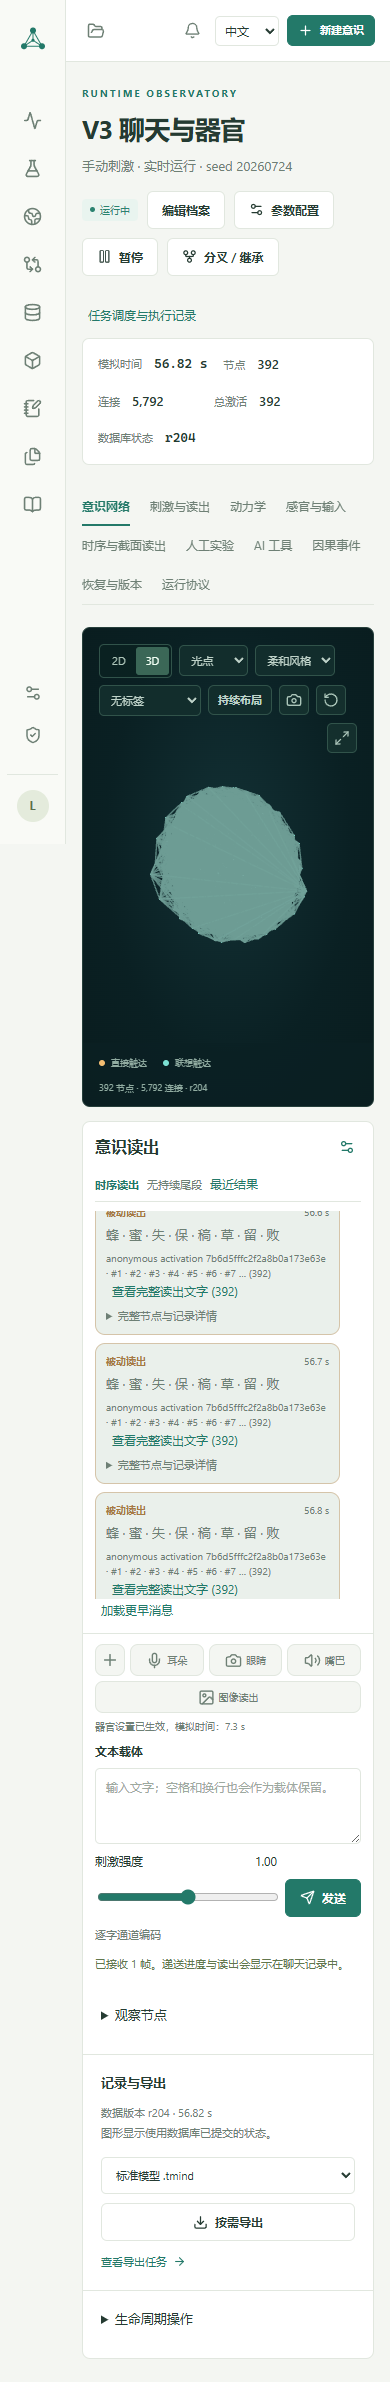 中文
新建意识
RUNTIME OBSERVATORY
V3 聊天与器官
手动刺激 · 实时运行 · seed 20260724
运行中
编辑档案
参数配置
暂停
分叉 / 继承
任务调度与执行记录
模拟时间 56.82 s 节点 392
连接 5,792 总激活 392
数据库状态 r204
意识网络 刺激与读出 动力学 感官与输入
时序与截面读出 人工实验 AI 工具 因果事件
恢复与版本 运行协议
2D 3D 光点 柔和风格
无标签 持续布局
直接触达 联想触达
392 节点 · 5,792 连接 · r204
意识读出
时序读出 无持续尾段 最近结果
被动读出 56.6 s
蜂 · 蜜 · 失 · 保 · 稿 · 草 · 留 · 败
anonymous activation 7b6d5fffc2f2a8b0a173e63e
· #1 · #2 · #3 · #4 · #5 · #6 · #7 ... (392)
查看完整读出文字 (392)
完整节点与记录详情
被动读出 56.7 s
蜂 · 蜜 · 失 · 保 · 稿 · 草 · 留 · 败
anonymous activation 7b6d5fffc2f2a8b0a173e63e
· #1 · #2 · #3 · #4 · #5 · #6 · #7 ... (392)
查看完整读出文字 (392)
完整节点与记录详情
被动读出 56.8 s
蜂 · 蜜 · 失 · 保 · 稿 · 草 · 留 · 败
anonymous activation 7b6d5fffc2f2a8b0a173e63e
· #1 · #2 · #3 · #4 · #5 · #6 · #7 ... (392)
查看完整读出文字 (392)
加载更早消息
耳朵 眼睛 嘴巴
图像读出
器官设置已生效，模拟时间：7.3 s
文本载体
输入文字；空格和换行也会作为载体保留。
刺激强度 1.00
发送
逐字通道编码
已接收 1 帧。递送进度与读出会显示在聊天记录中。
观察节点
记录与导出
数据版本 r204 · 56.82 s
图形显示使用数据库已提交的状态。
标准模型 .tmind
按需导出
查看导出任务
生命周期操作
L